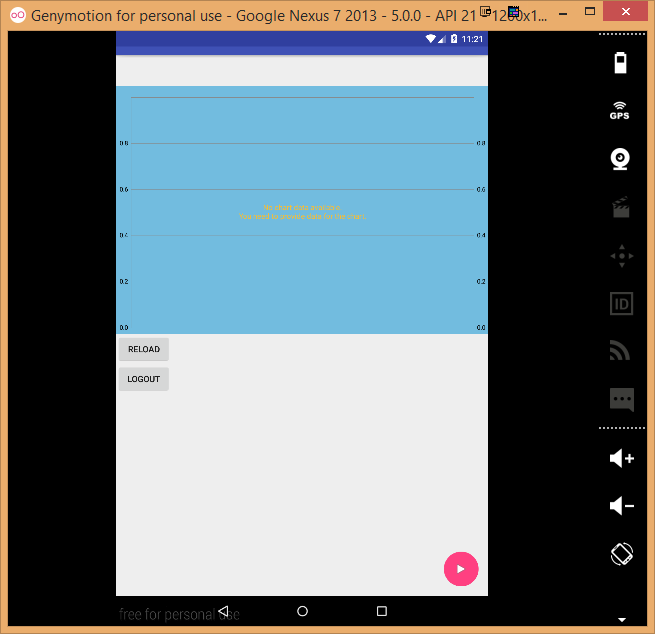 Genymotion for personal use - Google Nexus 7 2013 - 5.0.0 - API 21 - 1200x1...
11:21
GPS
0.8 0.8
0.6 0.6
No chart data available.
You need to provide data for the chart.
0.4 0.4
0.2 0.2
0.0 0.0
RELOAD
LOGOUT
ID
free for personal use